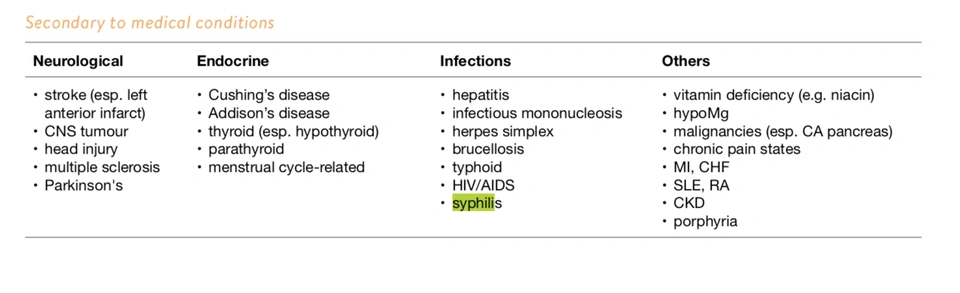 Secondary to medical conditions
Neurological
• stroke (esp. left
anterior infarct)
• CNS tumour
• head injury
• multiple sclerosis
• Parkinson's
Endocrine
• Cushing's disease
• Addison's disease
• thyroid (esp. hypothyroid)
• parathyroid
• menstrual cycle-related
Infections
• hepatitis
• infectious mononucleosis
• herpes simplex
• brucellosis
• typhoid
• HIV/AIDS
• syphilis
Others
• vitamin deficiency (e.g. niacin)
• hypoMg
• malignancies (esp. CA pancreas)
• chronic pain states
• MI, CHF
• SLE, RA
• CKD
• porphyria